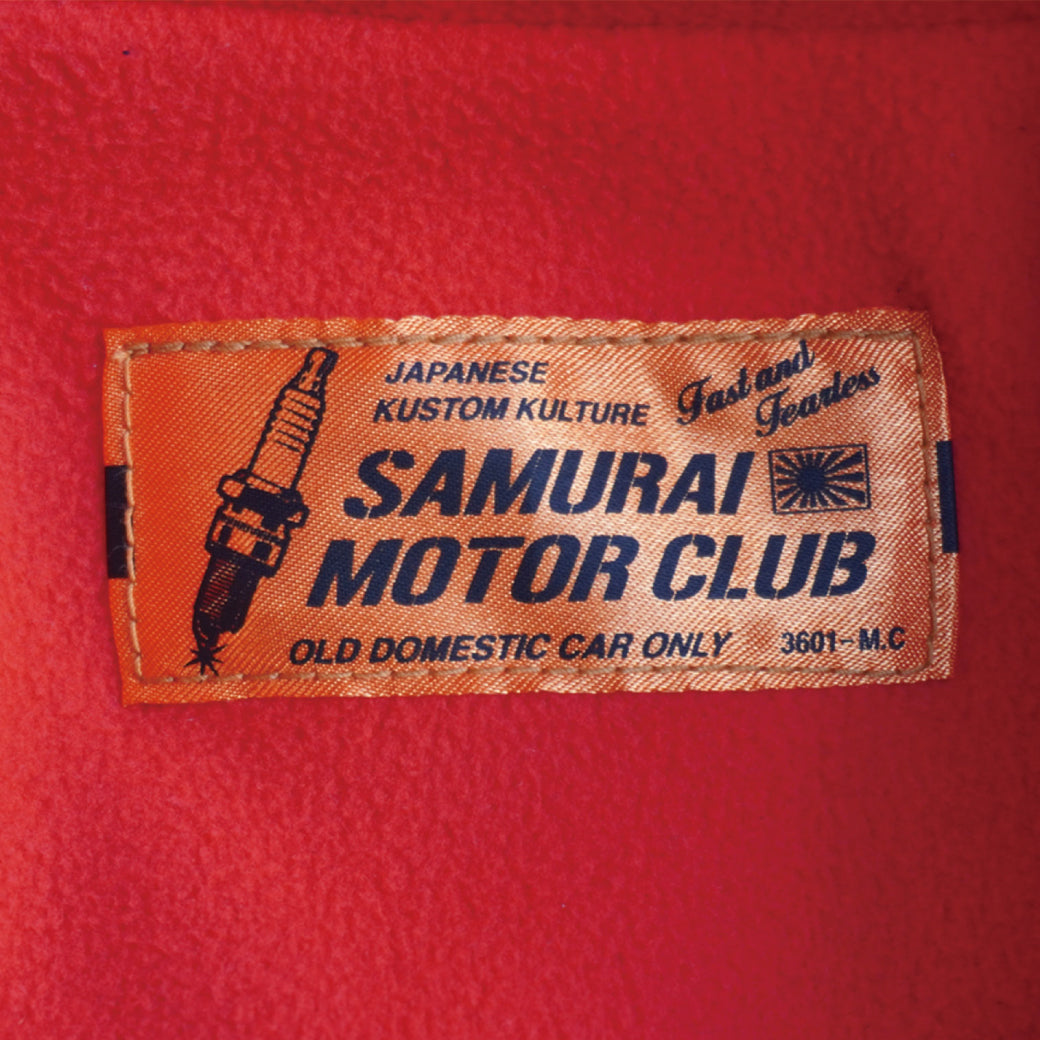 JAPANESE
KUSTOM KULTURE
Fast and
Fearless
SAMURAI
MOTOR CLUB
OLD DOMESTIC CAR ONLY
3601-M.C